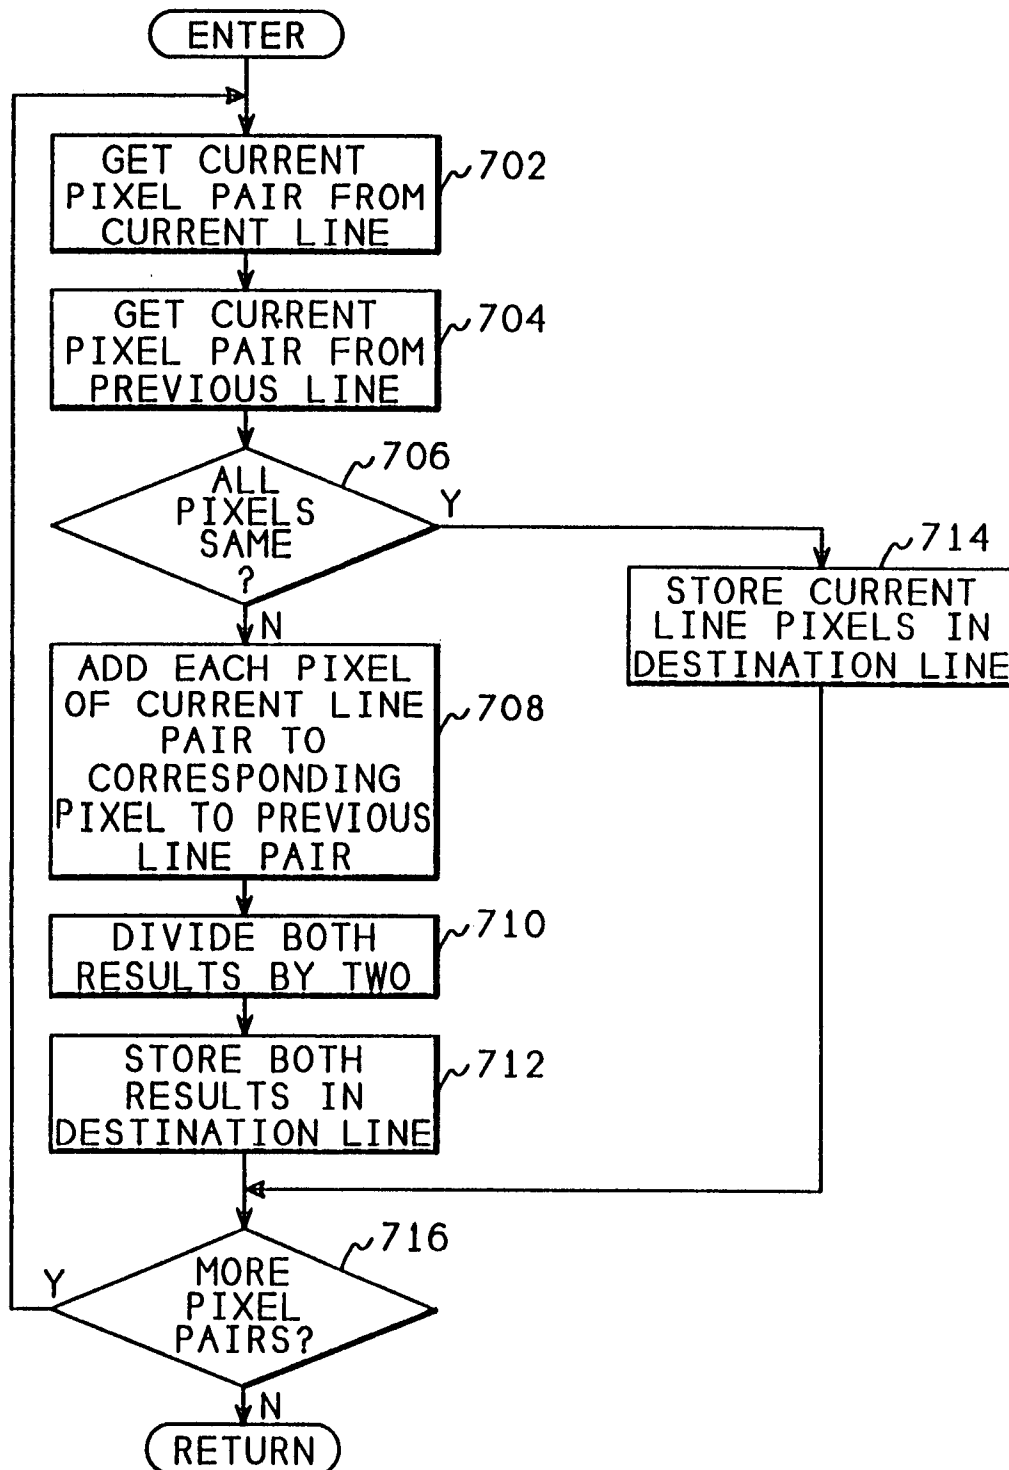 ENTER
GET CURRENT
PIXEL PAIR FROM
CURRENT LINE
702
GET CURRENT
PIXEL PAIR FROM
PREVIOUS LINE
704
ALL
PIXELS
SAME
?
706
Y
N
714
STORE CURRENT
LINE PIXELS IN
DESTINATION LINE
ADD EACH PIXEL
OF CURRENT LINE
PAIR TO
CORRESPONDING
PIXEL TO PREVIOUS
LINE PAIR
708
DIVIDE BOTH
RESULTS BY TWO
710
STORE BOTH
RESULTS IN
DESTINATION LINE
712
MORE
PIXEL
PAIRS?
716
Y
N
RETURN